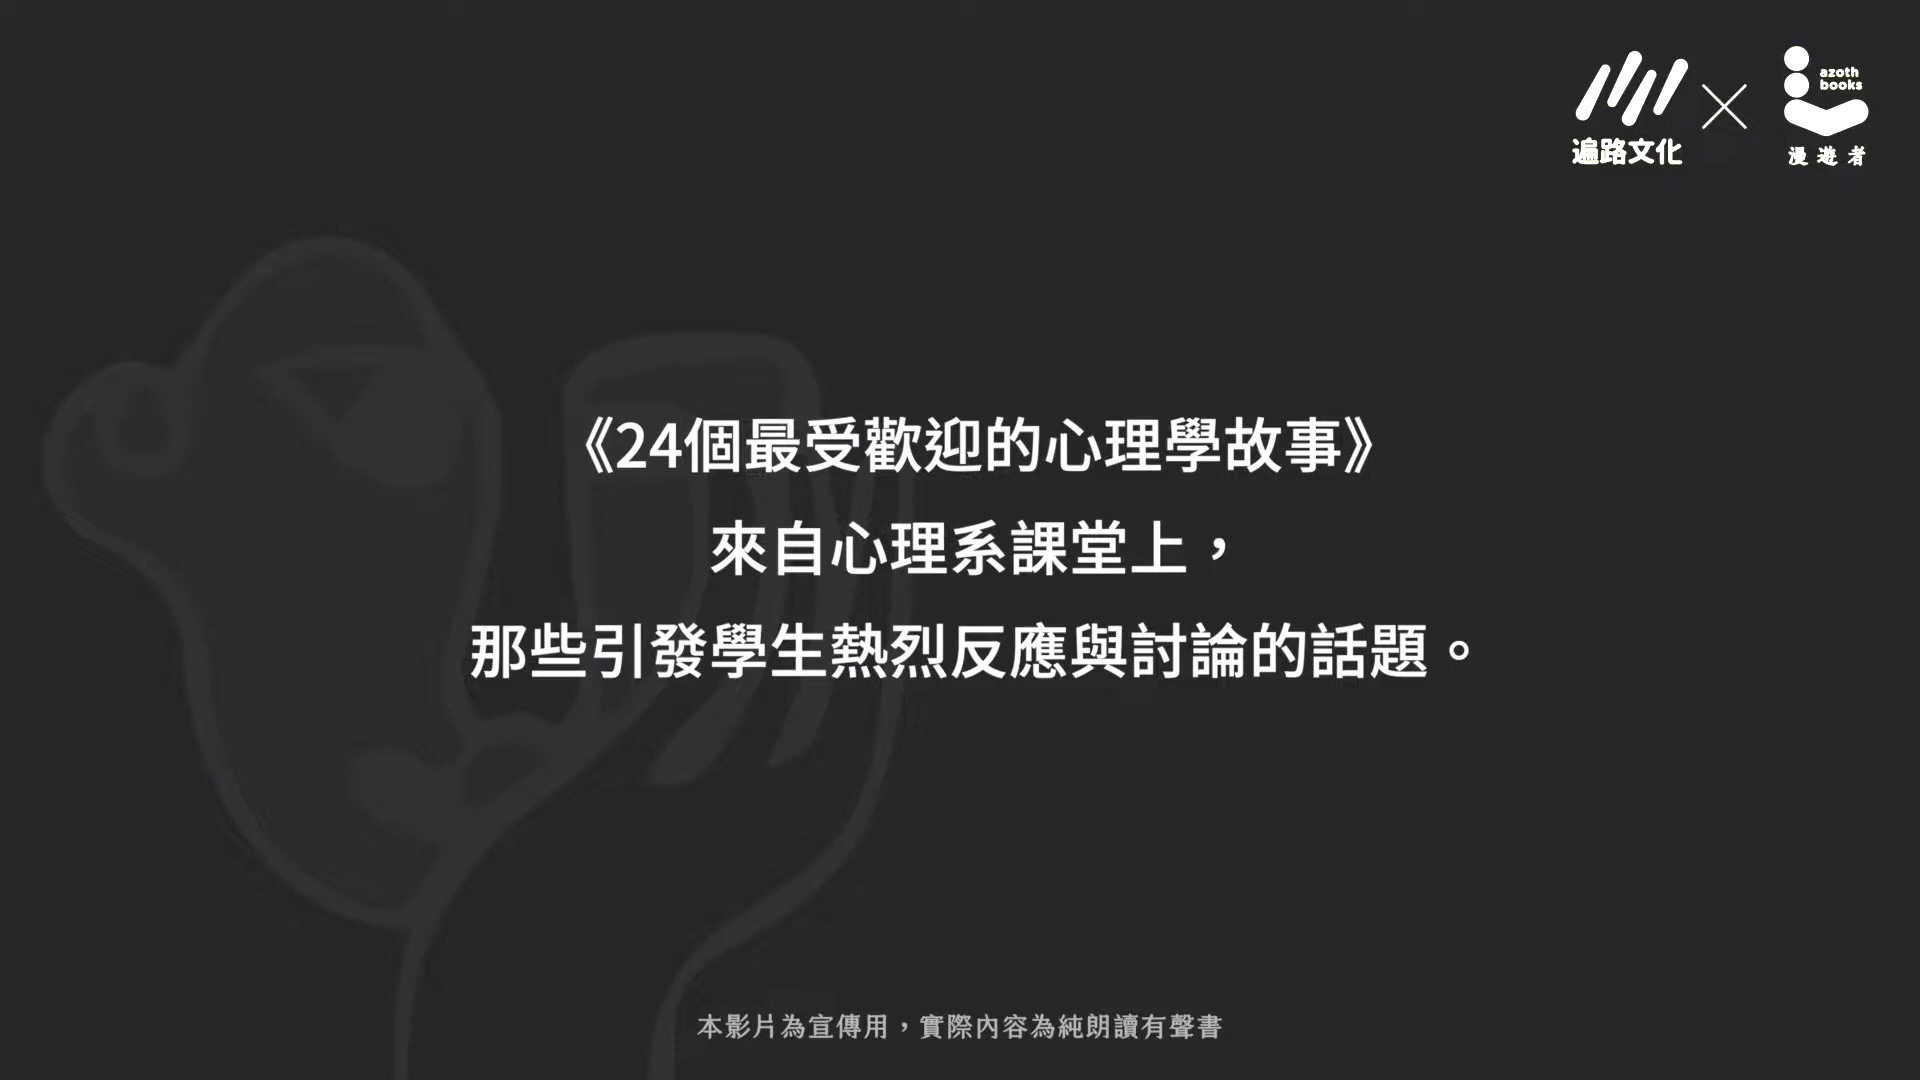 遍路文化
azoth
books
漫遊者
《24個最受歡迎的心理學故事》
來自心理系課堂上，
那些引發學生熱烈反應與討論的話題。
本影片為宣傳用，實際內容為純朗讀有聲書